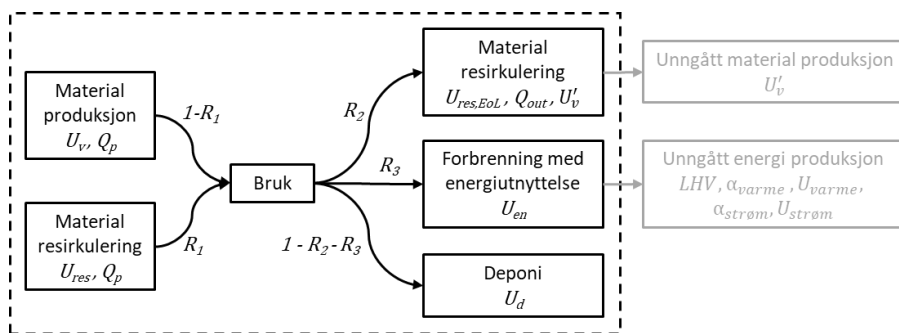 Material
produksjon
U_v, Q_p
Material
resirkulering
U_res, Q_p
1-R_1
R_1
Bruk
R_2
R_3
1 - R_2 - R_3
Material
resirkulering
U_res,EoL, Q_out, U'_v
Forbrenning med
energiutnyttelse
U_en
Deponi
U_d
Unngått material produksjon
U'_v
Unngått energi produksjon
LHV, α_varme, U_varme,
α_strøm, U_strøm